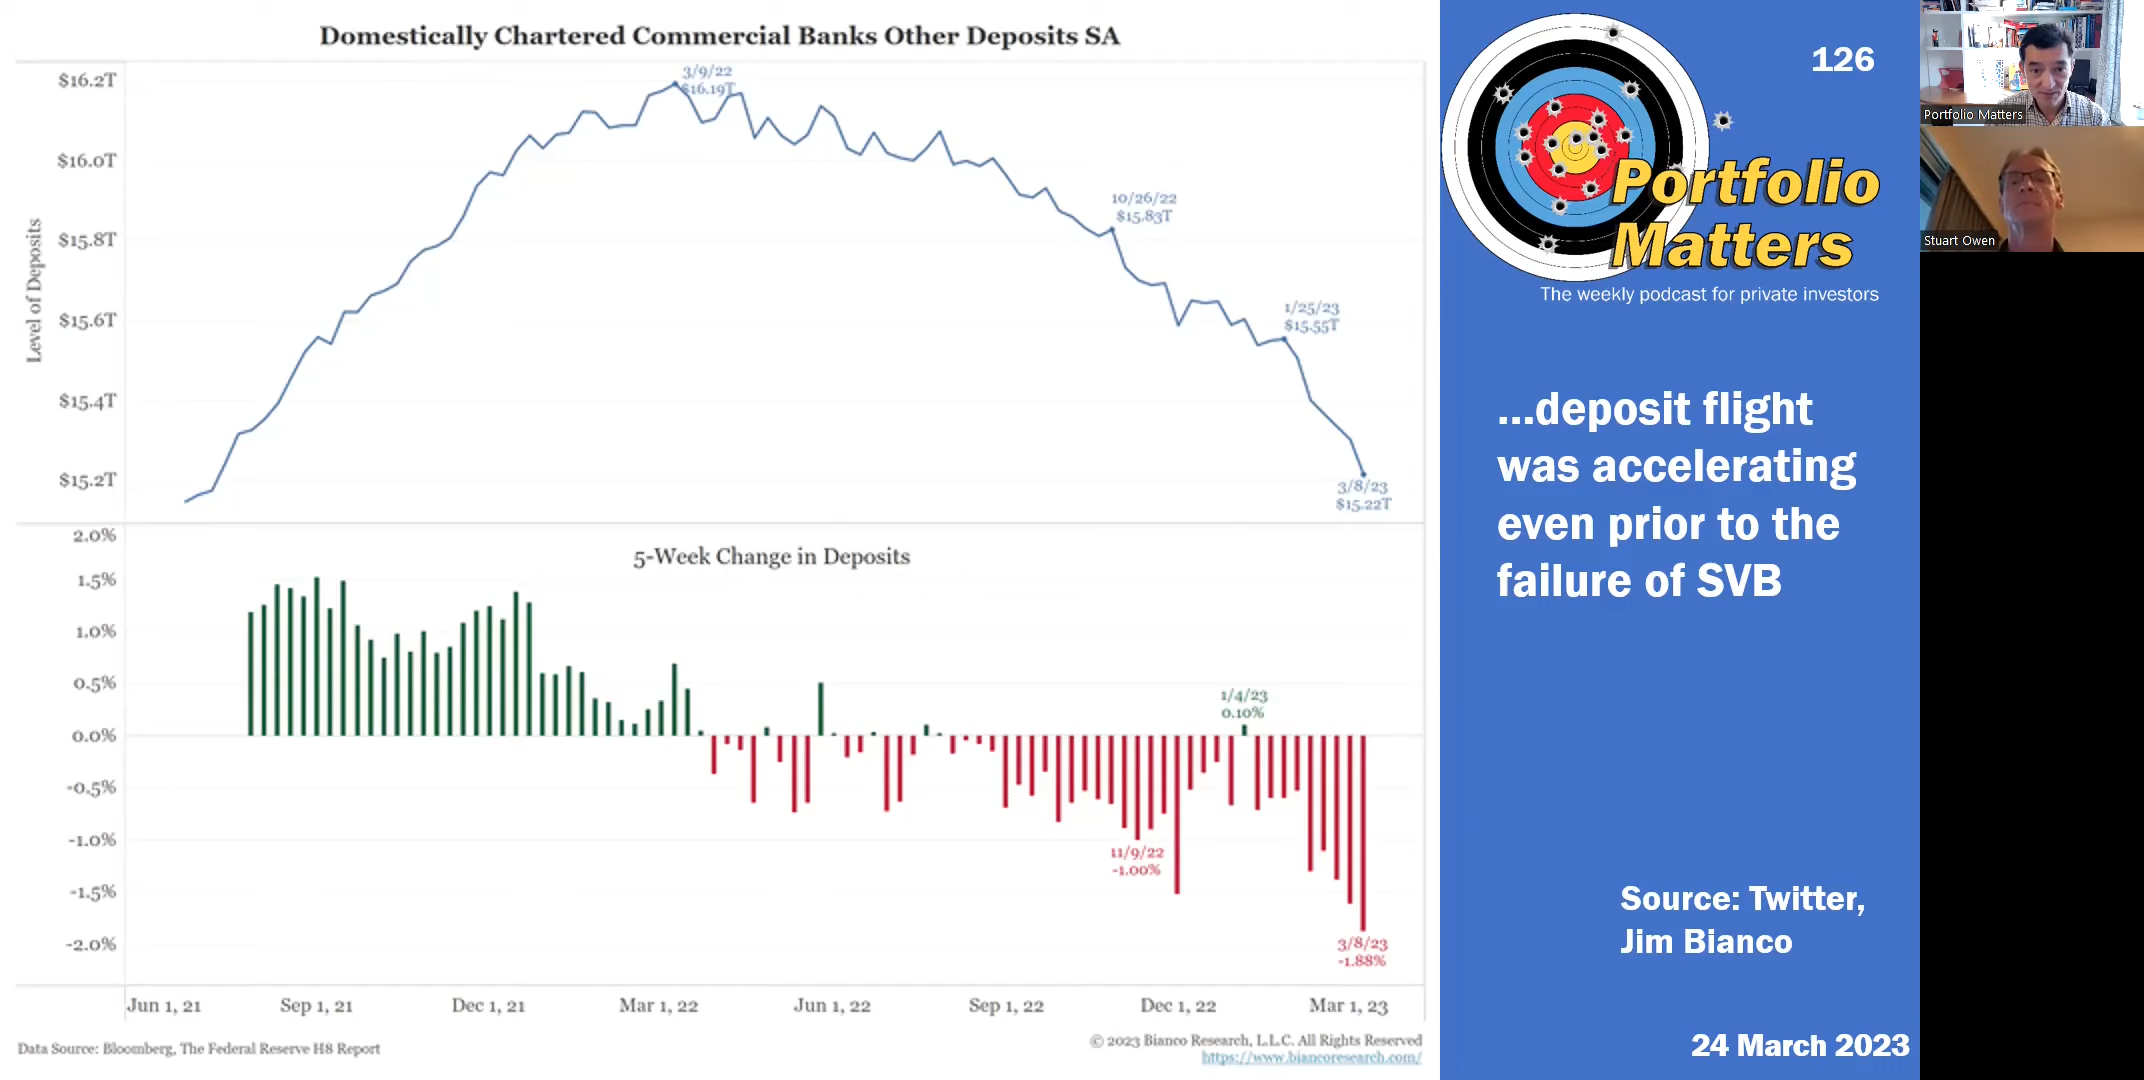 Domestically Chartered Commercial Banks Other Deposits SA
Level of Deposits
$16.2T
$16.0T
$15.8T
$15.6T
$15.4T
$15.2T
3/9/22
$16.19T
10/26/22
$15.83T
1/25/23
$15.55T
3/8/23
$15.22T
5-Week Change in Deposits
2.0%
1.5%
1.0%
0.5%
0.0%
-0.5%
-1.0%
-1.5%
-2.0%
1/4/23
0.10%
11/9/22
-1.00%
3/8/23
-1.88%
Jun 1, 21
Sep 1, 21
Dec 1, 21
Mar 1, 22
Jun 1, 22
Sep 1, 22
Dec 1, 22
Mar 1, 23
Data Source: Bloomberg, The Federal Reserve H8 Report
© 2023 Bianco Research, L.L.C. All Rights Reserved
https://www.biancoresearch.com/
126
Portfolio
Matters
The weekly podcast for private investors
...deposit flight
was accelerating
even prior to the
failure of SVB
Source: Twitter,
Jim Bianco
24 March 2023
Portfolio Matters
Stuart Owen